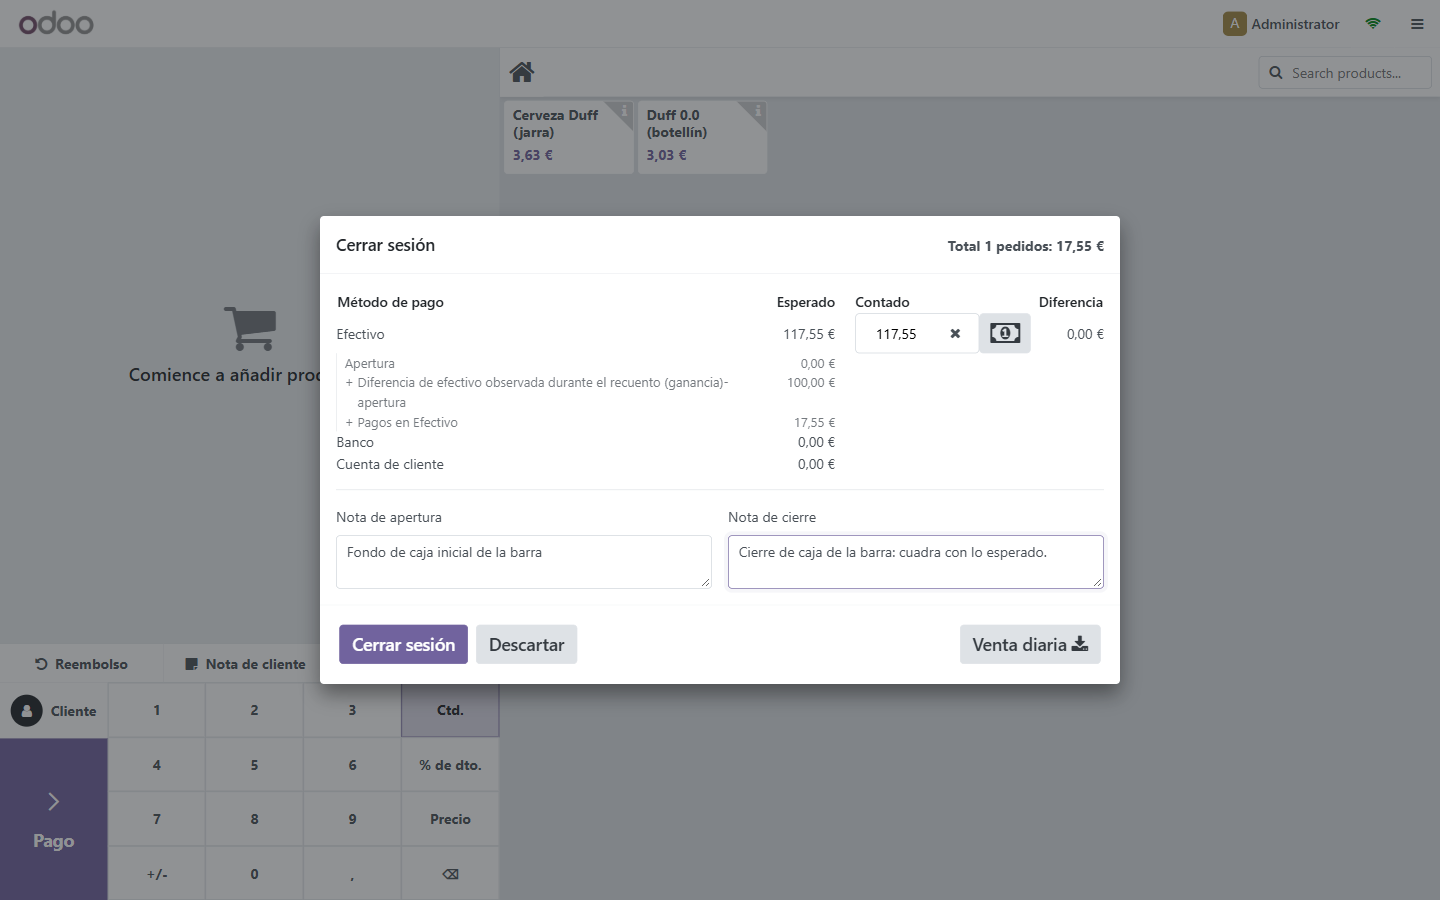 odoo
A Administrator
Search products...
Cerveza Duff
(jarra)
3,63 €
Duff 0.0
(botellín)
3,03 €
Comience a añadir proc
Cerrar sesión
Total 1 pedidos: 17,55 €
Método de pago Esperado Contado Diferencia
Efectivo 117,55 € 117,55 0,00 €
Apertura 0,00 €
+ Diferencia de efectivo observada durante el recuento (ganancia)- 100,00 €
apertura
+ Pagos en Efectivo 17,55 €
Banco 0,00 €
Cuenta de cliente 0,00 €
Nota de apertura
Fondo de caja inicial de la barra
Nota de cierre
Cierre de caja de la barra: cuadra con lo esperado.
Cerrar sesión Descartar Venta diaria
Reembolso Nota de cliente
Cliente 1 2 3 Ctd.
4 5 6 % de dto.
7 8 9 Precio
Pago
+/- 0 ,